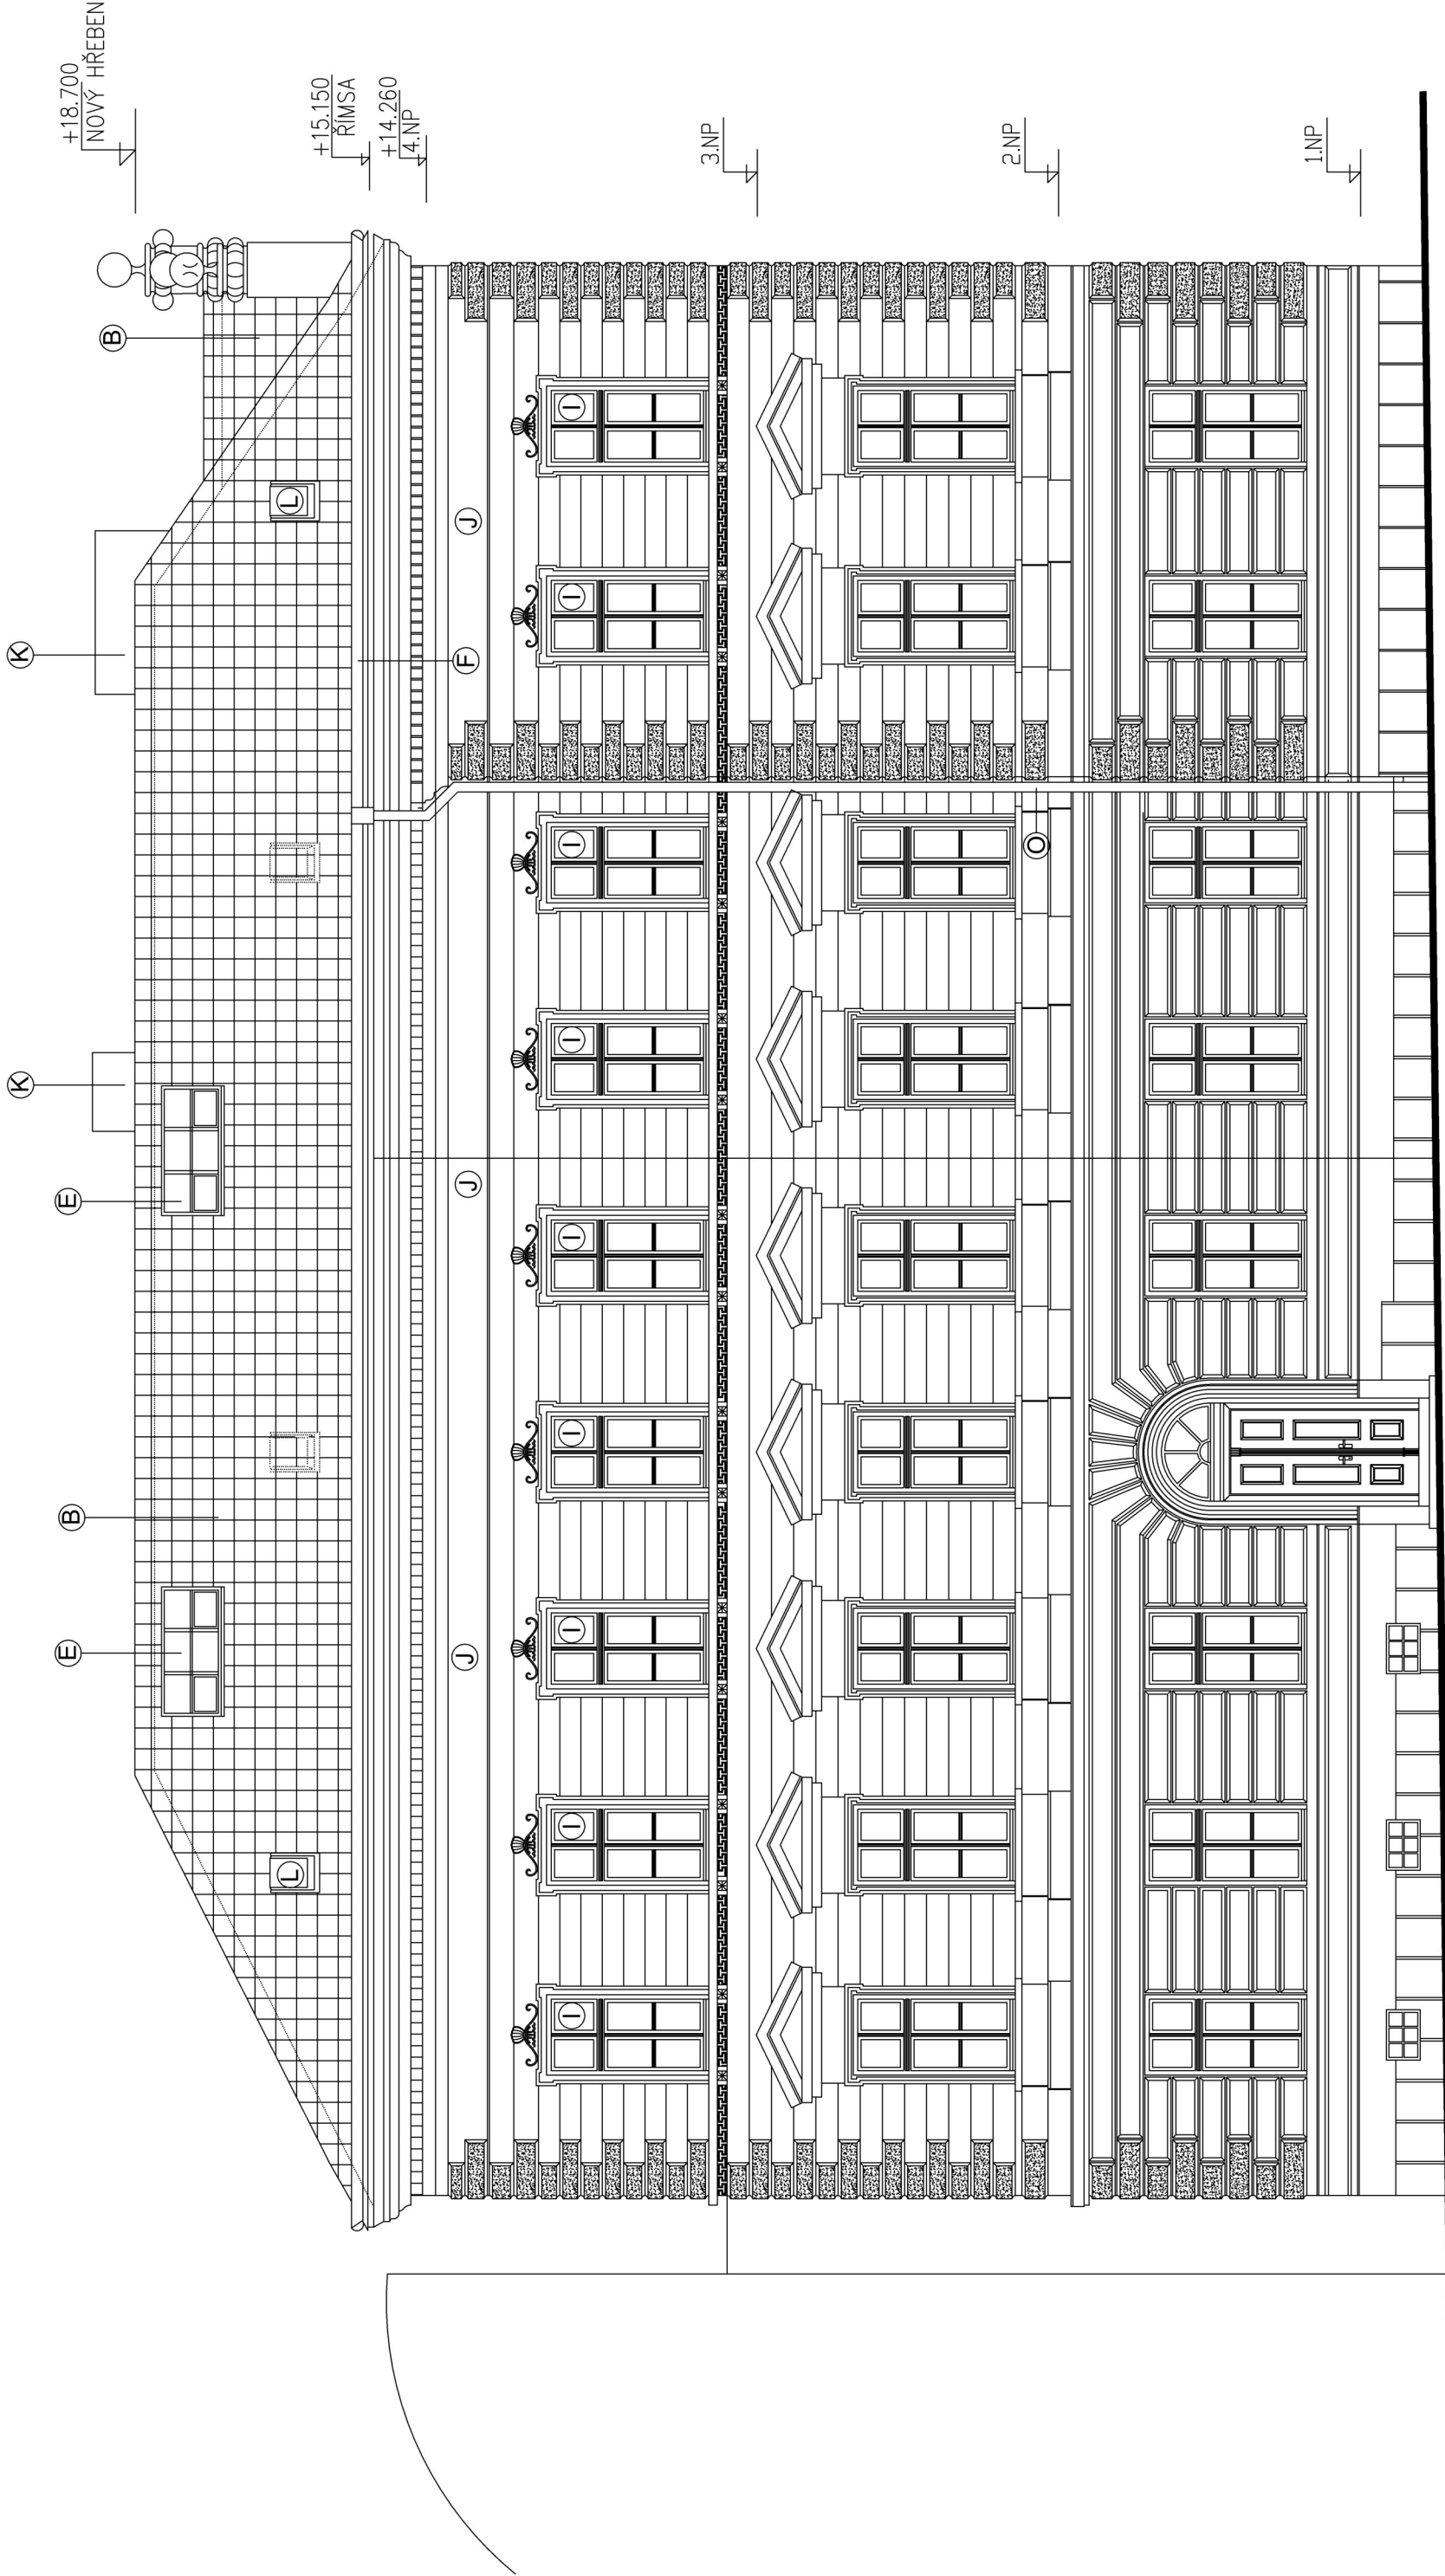 K K
E B E B
+18.700
NOVÝ HŘEBEN
L L
+15.150
ŘÍMSA
+14.260
4.NP
J J F J
I I I I I I I I I
3.NP
O
2.NP
1.NP